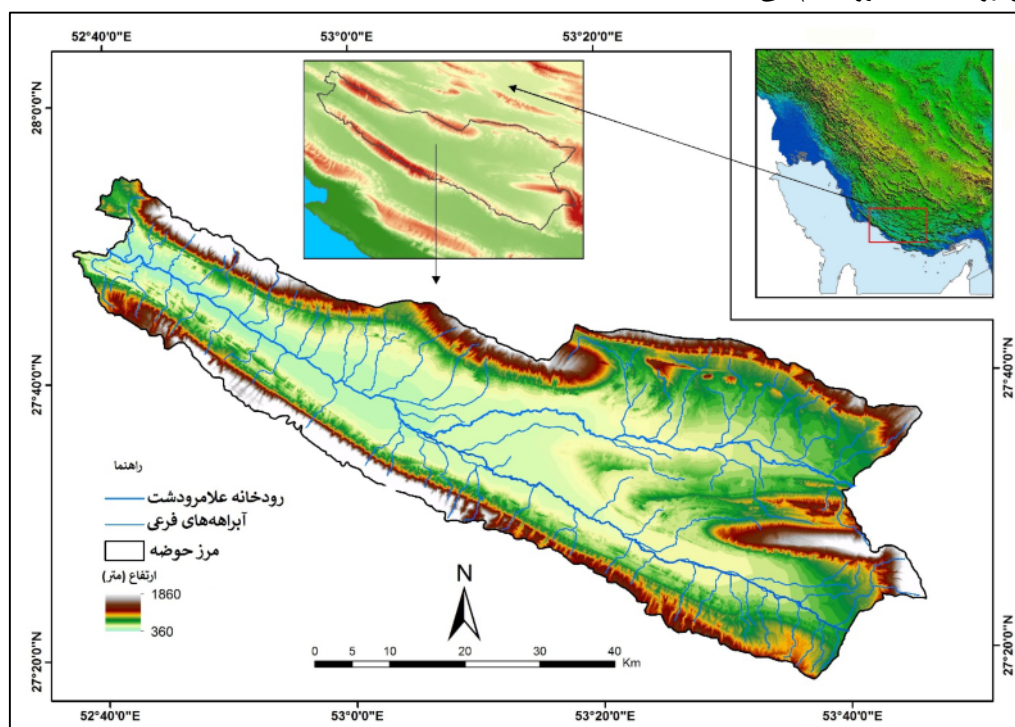 52°40'0"E
53°0'0"E
53°20'0"E
28°0'0"N
27°40'0"N
27°40'0"N
راهنما
رودخانه علامرودشت
آبراهه‌های فرعی
مرز حوضه
ارتفاع (متر)
1860
360
N
0 5 10 20 30 40
Km
27°20'0"N
27°20'0"N
52°40'0"E
53°0'0"E
53°20'0"E
53°40'0"E